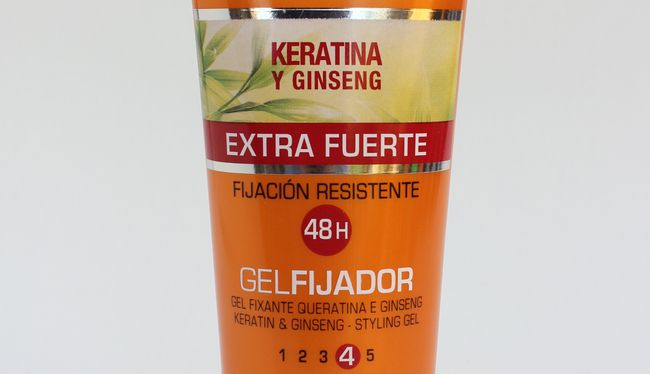 KERATINA
Y GINSENG
EXTRA FUERTE
FIJACIÓN RESISTENTE
48H
GELFIJADOR
GEL FIXANTE QUERATINA E GINSENG
KERATIN & GINSENG - STYLING GEL
1 2 3 4 5